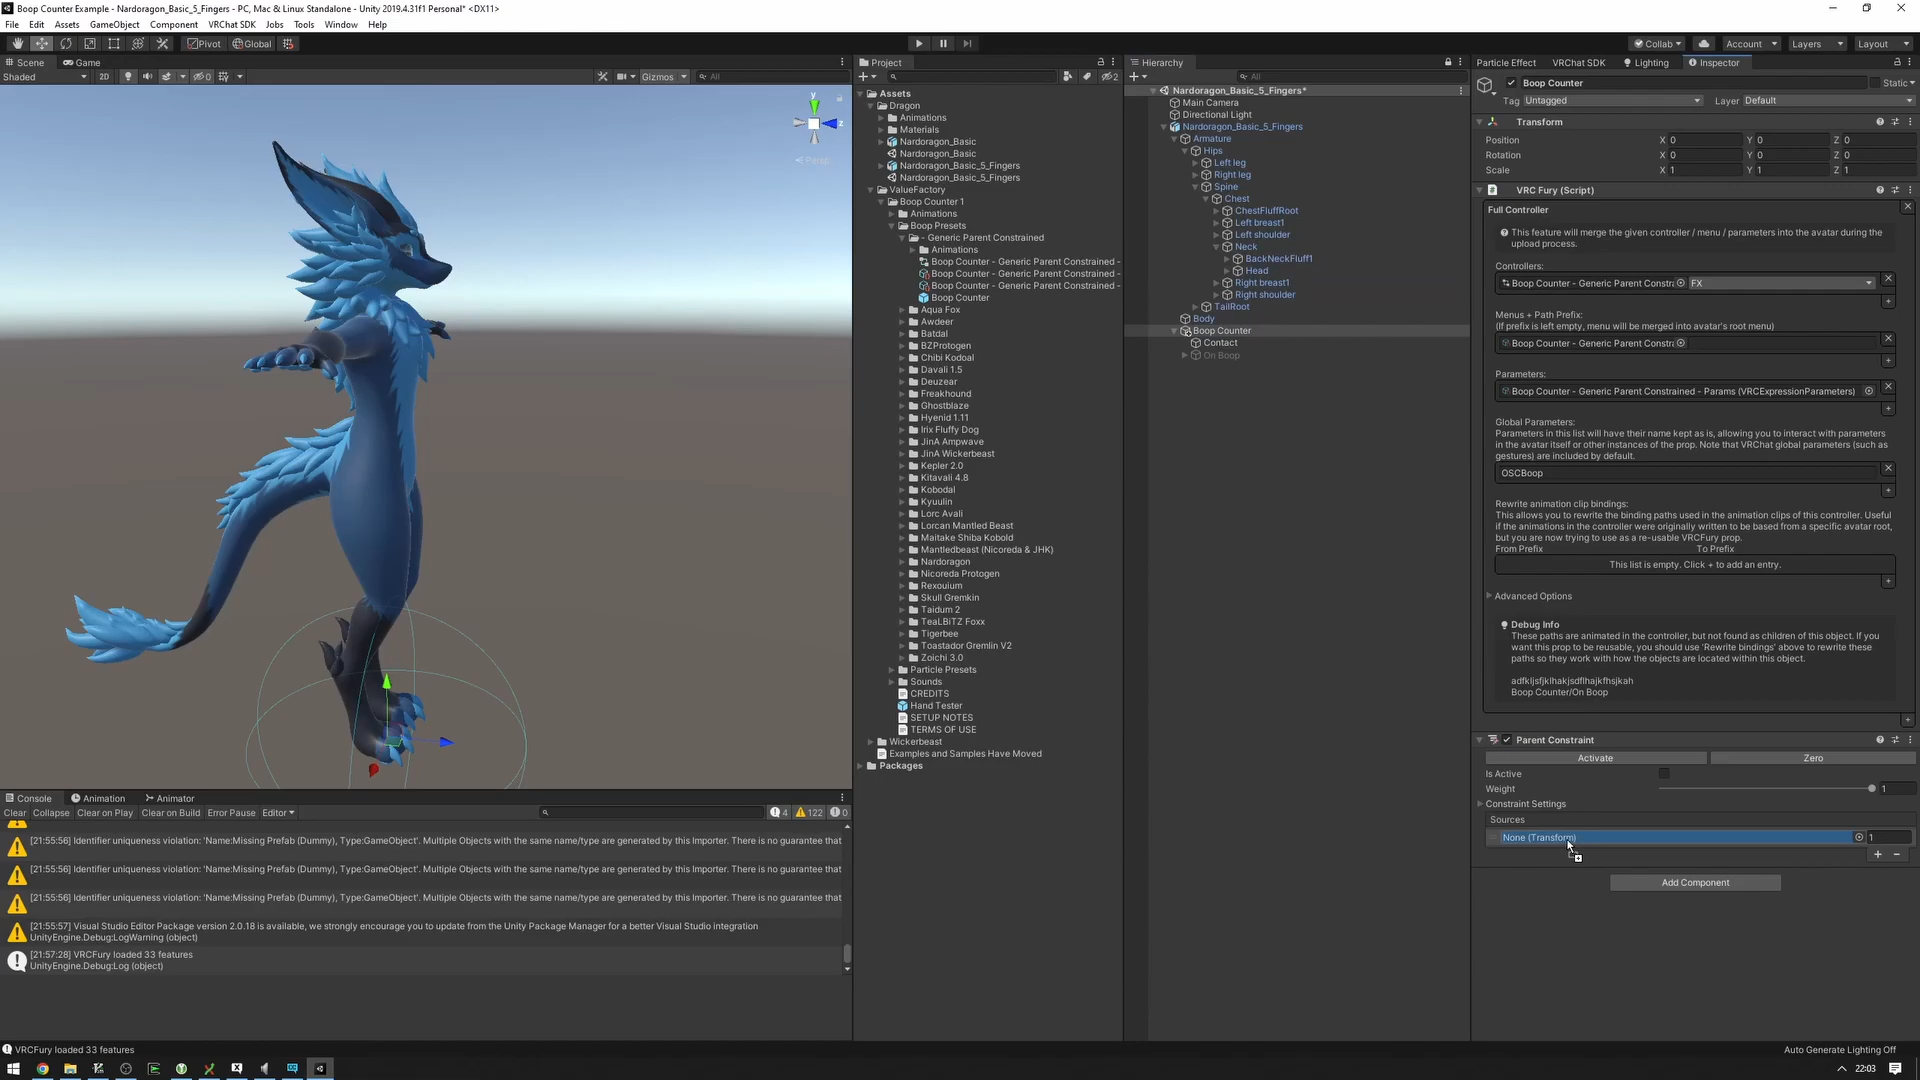 Boop Counter Example - Nardoragon_Basic_5_Fingers - PC, Mac & Linux Standalone - Unity 2019.4.31f1 Personal* <DX11>
File Edit Assets GameObject Component VRChat SDK Jobs Tools Window Help
Pivot Global Collab Account Layers Layout
Scene Game
Shaded 2D 0 Gizmos All
y
z
Persp
Console Animation Animator
Clear Collapse Clear on Play Clear on Build Error Pause Editor 4 122 0
[21:55:56] Identifier uniqueness violation: 'Name:Missing Prefab (Dummy), Type:GameObject'. Multiple Objects with the same name/type are generated by this Importer. There is no guarantee that
[21:55:56] Identifier uniqueness violation: 'Name:Missing Prefab (Dummy), Type:GameObject'. Multiple Objects with the same name/type are generated by this Importer. There is no guarantee that
[21:55:56] Identifier uniqueness violation: 'Name:Missing Prefab (Dummy), Type:GameObject'. Multiple Objects with the same name/type are generated by this Importer. There is no guarantee that
[21:55:57] Visual Studio Editor Package version 2.0.18 is available, we strongly encourage you to update from the Unity Package Manager for a better Visual Studio integration
UnityEngine.Debug:LogWarning (object)
[21:57:28] VRCFury loaded 33 features
UnityEngine.Debug:Log (object)
Project
2
Assets
Dragon
Animations
Materials
Nardoragon_Basic
Nardoragon_Basic
Nardoragon_Basic_5_Fingers
Nardoragon_Basic_5_Fingers
ValueFactory
Boop Counter 1
Animations
Boop Presets
- Generic Parent Constrained
Animations
Boop Counter - Generic Parent Constrained -
Boop Counter - Generic Parent Constrained -
Boop Counter - Generic Parent Constrained -
Boop Counter
Aqua Fox
Awdeer
Batdal
BZProtogen
Chibi Kodoal
Davali 1.5
Deuzear
Freakhound
Ghostblaze
Hyenid 1.11
Irix Fluffy Dog
JinA Ampwave
JinA Wickerbeast
Kepler 2.0
Kitavali 4.8
Kobodal
Kyuulin
Lorc Avali
Lorcan Mantled Beast
Maitake Shiba Kobold
Mantledbeast (Nicoreda & JHK)
Nardoragon
Nicoreda Protogen
Rexouium
Skull Gremkin
Taidum 2
TeaLBiTZ Foxx
Tigerbee
Toastador Gremlin V2
Zoichi 3.0
Particle Presets
Sounds
CREDITS
Hand Tester
SETUP NOTES
TERMS OF USE
Wickerbeast
Examples and Samples Have Moved
Packages
Hierarchy
All
Nardoragon_Basic_5_Fingers*
Main Camera
Directional Light
Nardoragon_Basic_5_Fingers
Armature
Hips
Left leg
Right leg
Spine
Chest
ChestFluffRoot
Left breast1
Left shoulder
Neck
BackNeckFluff1
Head
Right breast1
Right shoulder
TailRoot
Body
Boop Counter
Contact
On Boop
Particle Effect VRChat SDK Lighting Inspector
Boop Counter Static
Tag Untagged Layer Default
Transform
Position X 0 Y 0 Z 0
Rotation X 0 Y 0 Z 0
Scale X 1 Y 1 Z 1
VRC Fury (Script)
Full Controller
This feature will merge the given controller / menu / parameters into the avatar during the
upload process.
Controllers:
Boop Counter - Generic Parent Constra FX
Menus + Path Prefix:
(If prefix is left empty, menu will be merged into avatar's root menu)
Boop Counter - Generic Parent Constra
Parameters:
Boop Counter - Generic Parent Constrained - Params (VRCExpressionParameters)
Global Parameters:
Parameters in this list will have their name kept as is, allowing you to interact with parameters
in the avatar itself or other instances of the prop. Note that VRChat global parameters (such as
gestures) are included by default.
OSCBoop
Rewrite animation clip bindings:
This allows you to rewrite the binding paths used in the animation clips of this controller. Useful
if the animations in the controller were originally written to be based from a specific avatar root,
but you are now trying to use as a re-usable VRCFury prop.
From Prefix To Prefix
This list is empty. Click + to add an entry.
Advanced Options
Debug Info
These paths are animated in the controller, but not found as children of this object. If you
want this prop to be reusable, you should use 'Rewrite bindings' above to rewrite these
paths so they work with how the objects are located within this object.
adfkljsfjklhakjsdflhajkfhsjkah
Boop Counter/On Boop
Parent Constraint
Activate Zero
Is Active
Weight 1
Constraint Settings
Sources
None (Transform) 1
Add Component
VRCFury loaded 33 features
Auto Generate Lighting Off
22:03